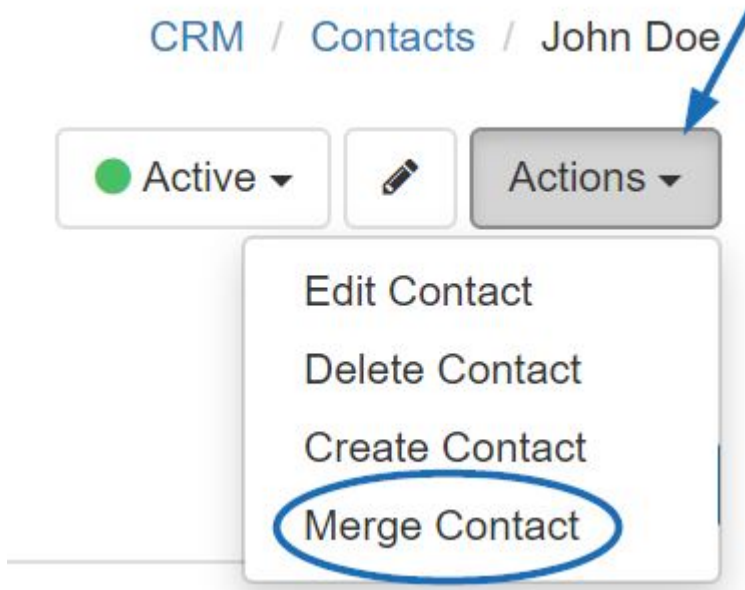 CRM / Contacts / John Doe
Active
Actions
Edit Contact
Delete Contact
Create Contact
Merge Contact